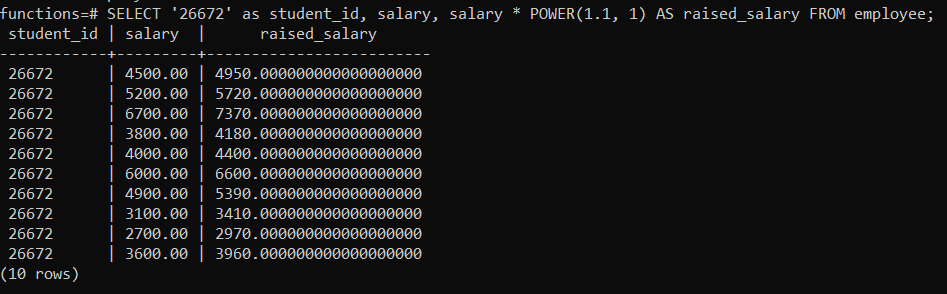 functions=# SELECT '26672' as student_id, salary, salary * POWER(1.1, 1) AS raised_salary FROM employee;
 student_id | salary  |      raised_salary
------------+---------+-----------------------
 26672      | 4500.00 | 4950.000000000000000000
 26672      | 5200.00 | 5720.000000000000000000
 26672      | 6700.00 | 7370.000000000000000000
 26672      | 3800.00 | 4180.000000000000000000
 26672      | 4000.00 | 4400.000000000000000000
 26672      | 6000.00 | 6600.000000000000000000
 26672      | 4900.00 | 5390.000000000000000000
 26672      | 3100.00 | 3410.000000000000000000
 26672      | 2700.00 | 2970.000000000000000000
 26672      | 3600.00 | 3960.000000000000000000
(10 rows)